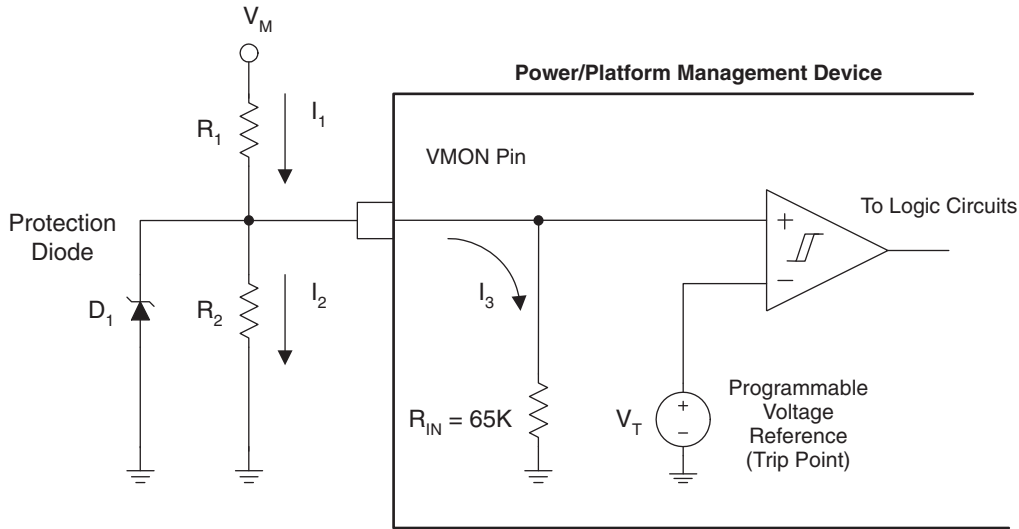 V_M
Power/Platform Management Device
R_1
I_1
VMON Pin
Protection
Diode
To Logic Circuits
+
−
D_1
R_2
I_2
I_3
R_IN = 65K
V_T
+
−
Programmable
Voltage
Reference
(Trip Point)